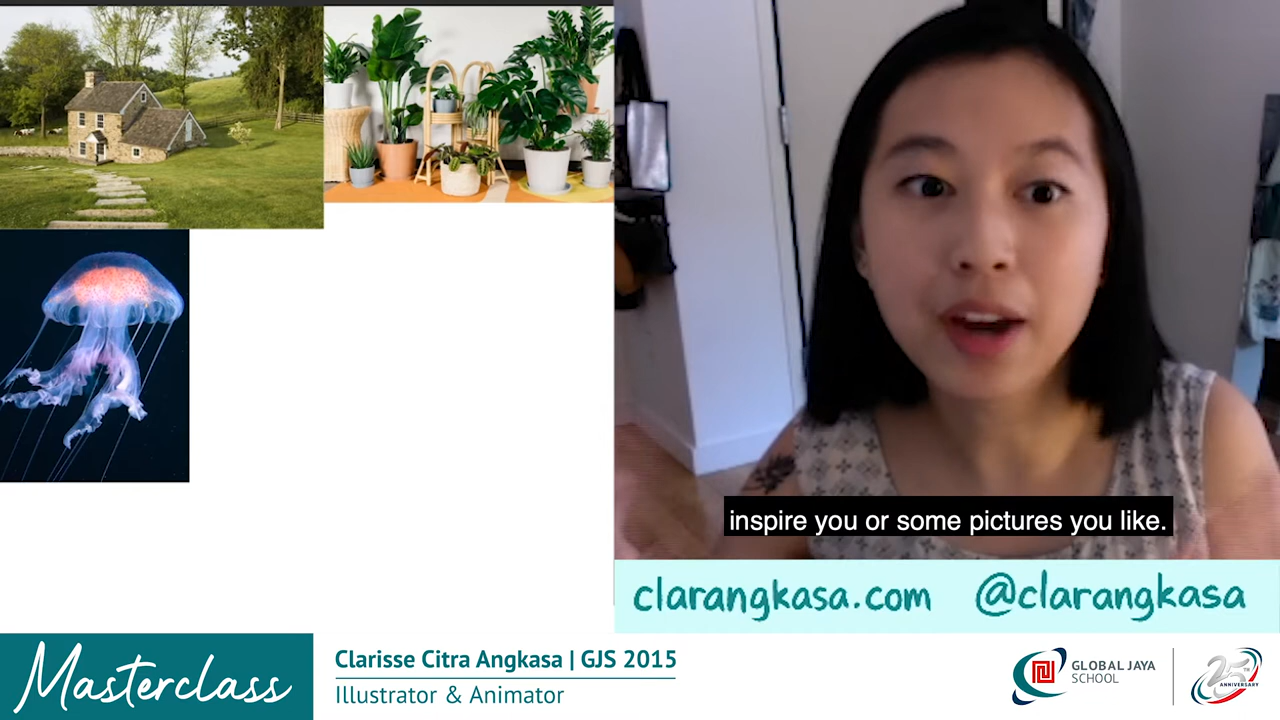 inspire you or some pictures you like.
clarangkasa.com @clarangkasa
Masterclass
Clarisse Citra Angkasa | GJS 2015
Illustrator & Animator
GLOBAL JAYA
SCHOOL
25TH
ANNIVERSARY